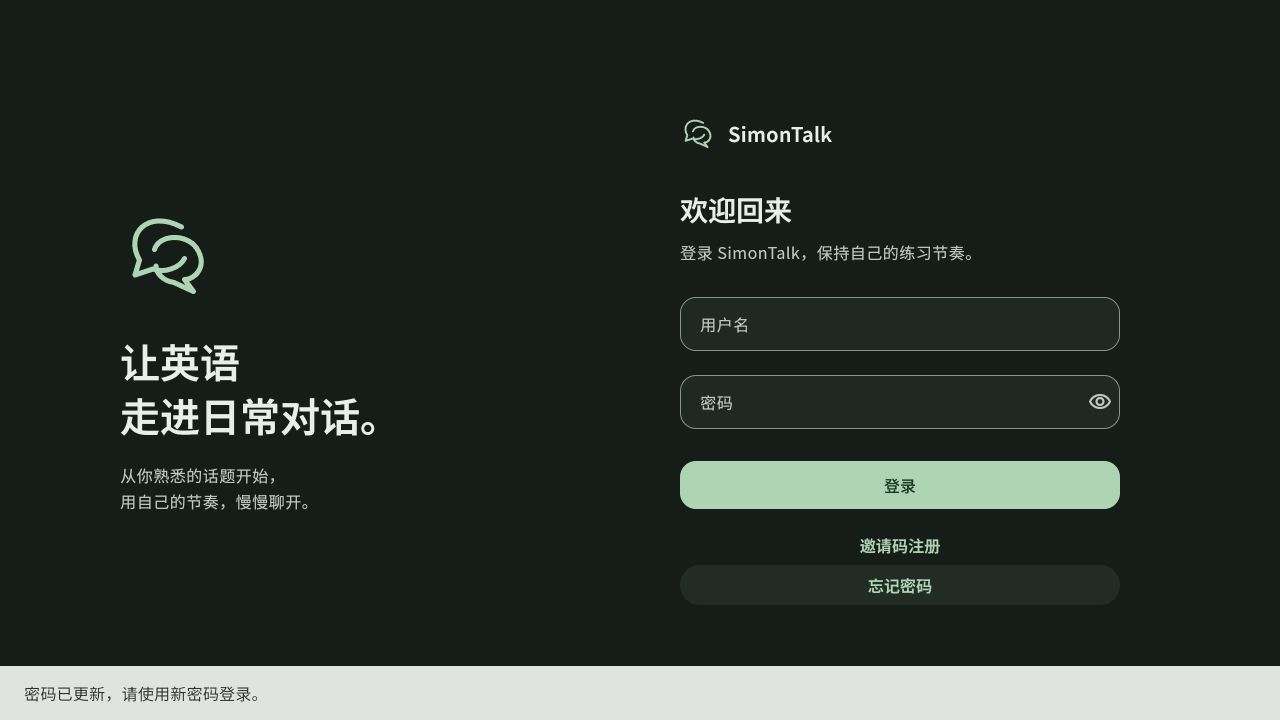 让英语
走进日常对话。
从你熟悉的话题开始，
用自己的节奏，慢慢聊开。
SimonTalk
欢迎回来
登录 SimonTalk，保持自己的练习节奏。
用户名
密码
登录
邀请码注册
忘记密码
密码已更新，请使用新密码登录。